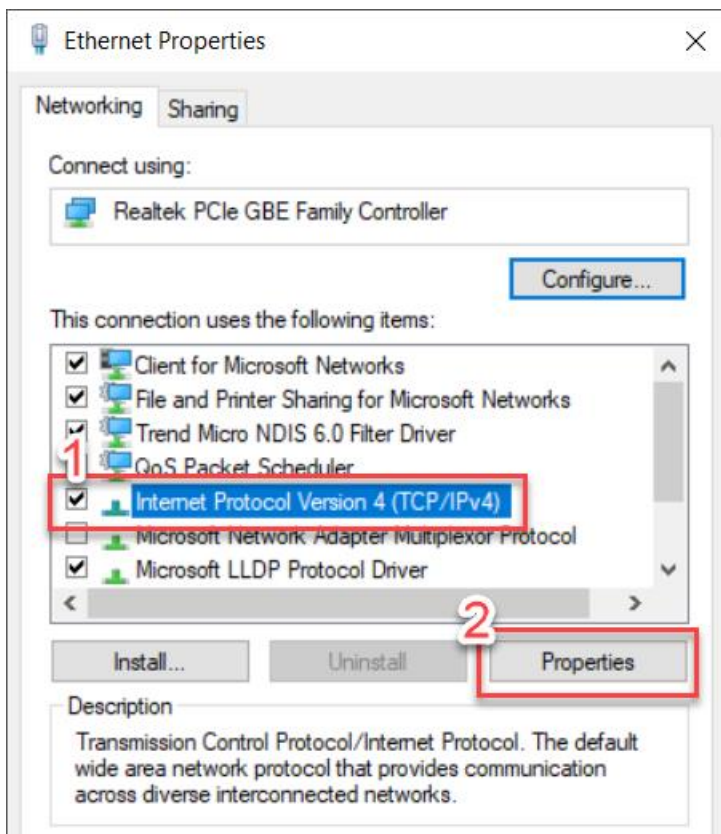 Ethernet Properties
Networking Sharing
Connect using:
Realtek PCIe GBE Family Controller
Configure...
This connection uses the following items:
Client for Microsoft Networks
File and Printer Sharing for Microsoft Networks
Trend Micro NDIS 6.0 Filter Driver
1
QoS Packet Scheduler
Internet Protocol Version 4 (TCP/IPv4)
Microsoft Network Adapter Multiplexor Protocol
Microsoft LLDP Protocol Driver
2
Install... Uninstall Properties
Description
Transmission Control Protocol/Internet Protocol. The default
wide area network protocol that provides communication
across diverse interconnected networks.